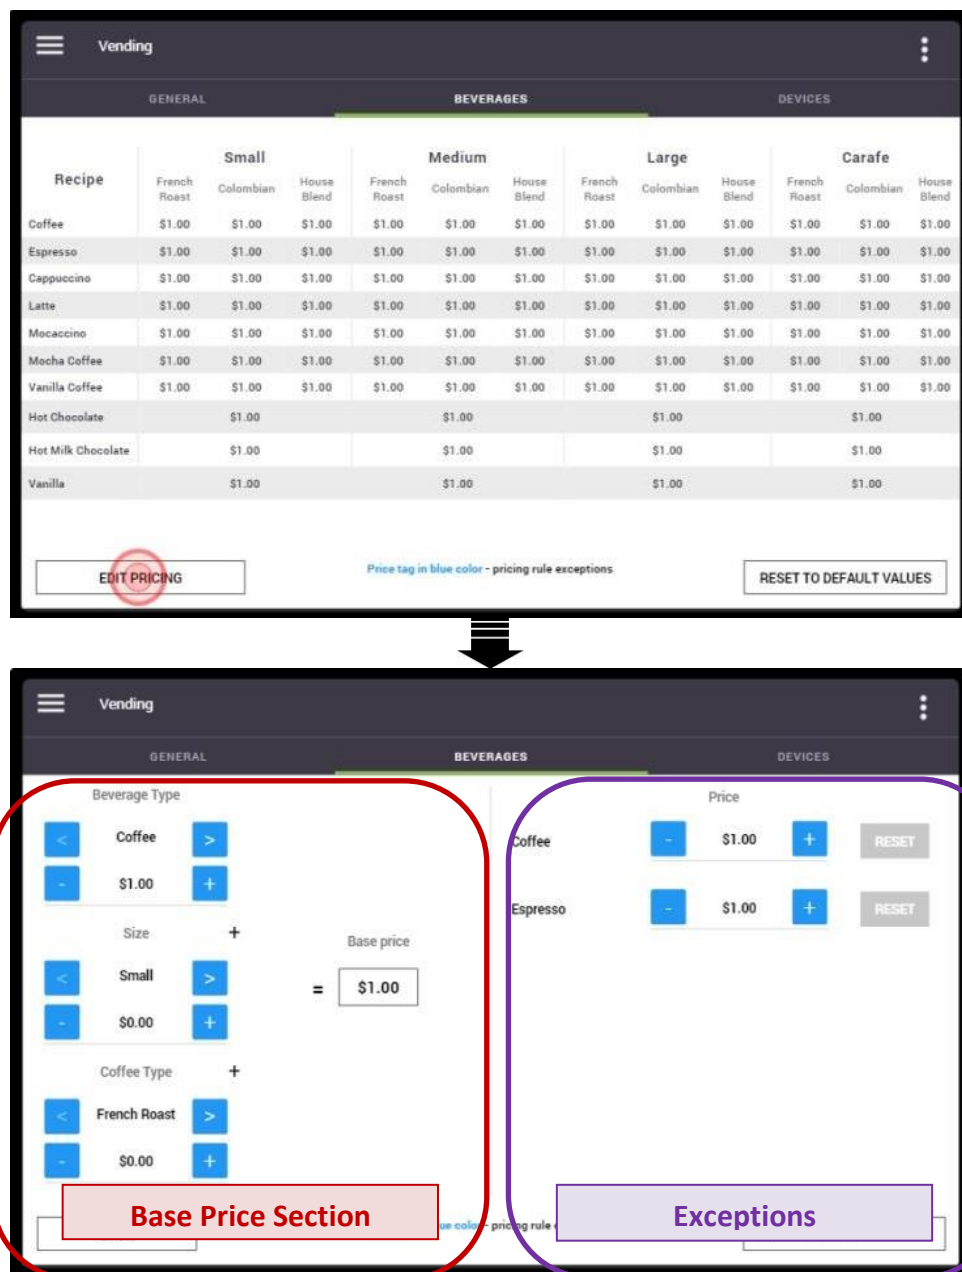 Vending
GENERAL BEVERAGES DEVICES
Recipe Small Medium Large Carafe
French Roast Colombian House Blend French Roast Colombian House Blend French Roast Colombian House Blend French Roast Colombian House Blend
Coffee $1.00 $1.00 $1.00 $1.00 $1.00 $1.00 $1.00 $1.00 $1.00 $1.00 $1.00 $1.00
Espresso $1.00 $1.00 $1.00 $1.00 $1.00 $1.00 $1.00 $1.00 $1.00 $1.00 $1.00 $1.00
Cappuccino $1.00 $1.00 $1.00 $1.00 $1.00 $1.00 $1.00 $1.00 $1.00 $1.00 $1.00 $1.00
Latte $1.00 $1.00 $1.00 $1.00 $1.00 $1.00 $1.00 $1.00 $1.00 $1.00 $1.00 $1.00
Mocaccino $1.00 $1.00 $1.00 $1.00 $1.00 $1.00 $1.00 $1.00 $1.00 $1.00 $1.00 $1.00
Mocha Coffee $1.00 $1.00 $1.00 $1.00 $1.00 $1.00 $1.00 $1.00 $1.00 $1.00 $1.00 $1.00
Vanilla Coffee $1.00 $1.00 $1.00 $1.00 $1.00 $1.00 $1.00 $1.00 $1.00 $1.00 $1.00 $1.00
Hot Chocolate $1.00 $1.00 $1.00 $1.00
Hot Milk Chocolate $1.00 $1.00 $1.00 $1.00
Vanilla $1.00 $1.00 $1.00 $1.00
EDIT PRICING Price tag in blue color - pricing rule exceptions RESET TO DEFAULT VALUES
Vending
GENERAL BEVERAGES DEVICES
Beverage Type Price
< Coffee > Coffee - $1.00 + RESET
- $1.00 +
Espresso - $1.00 + RESET
Size +
Base price
< Small >
= $1.00
- $0.00 +
Coffee Type +
< French Roast >
- $0.00 +
Base Price Section color - pricing rule Exceptions